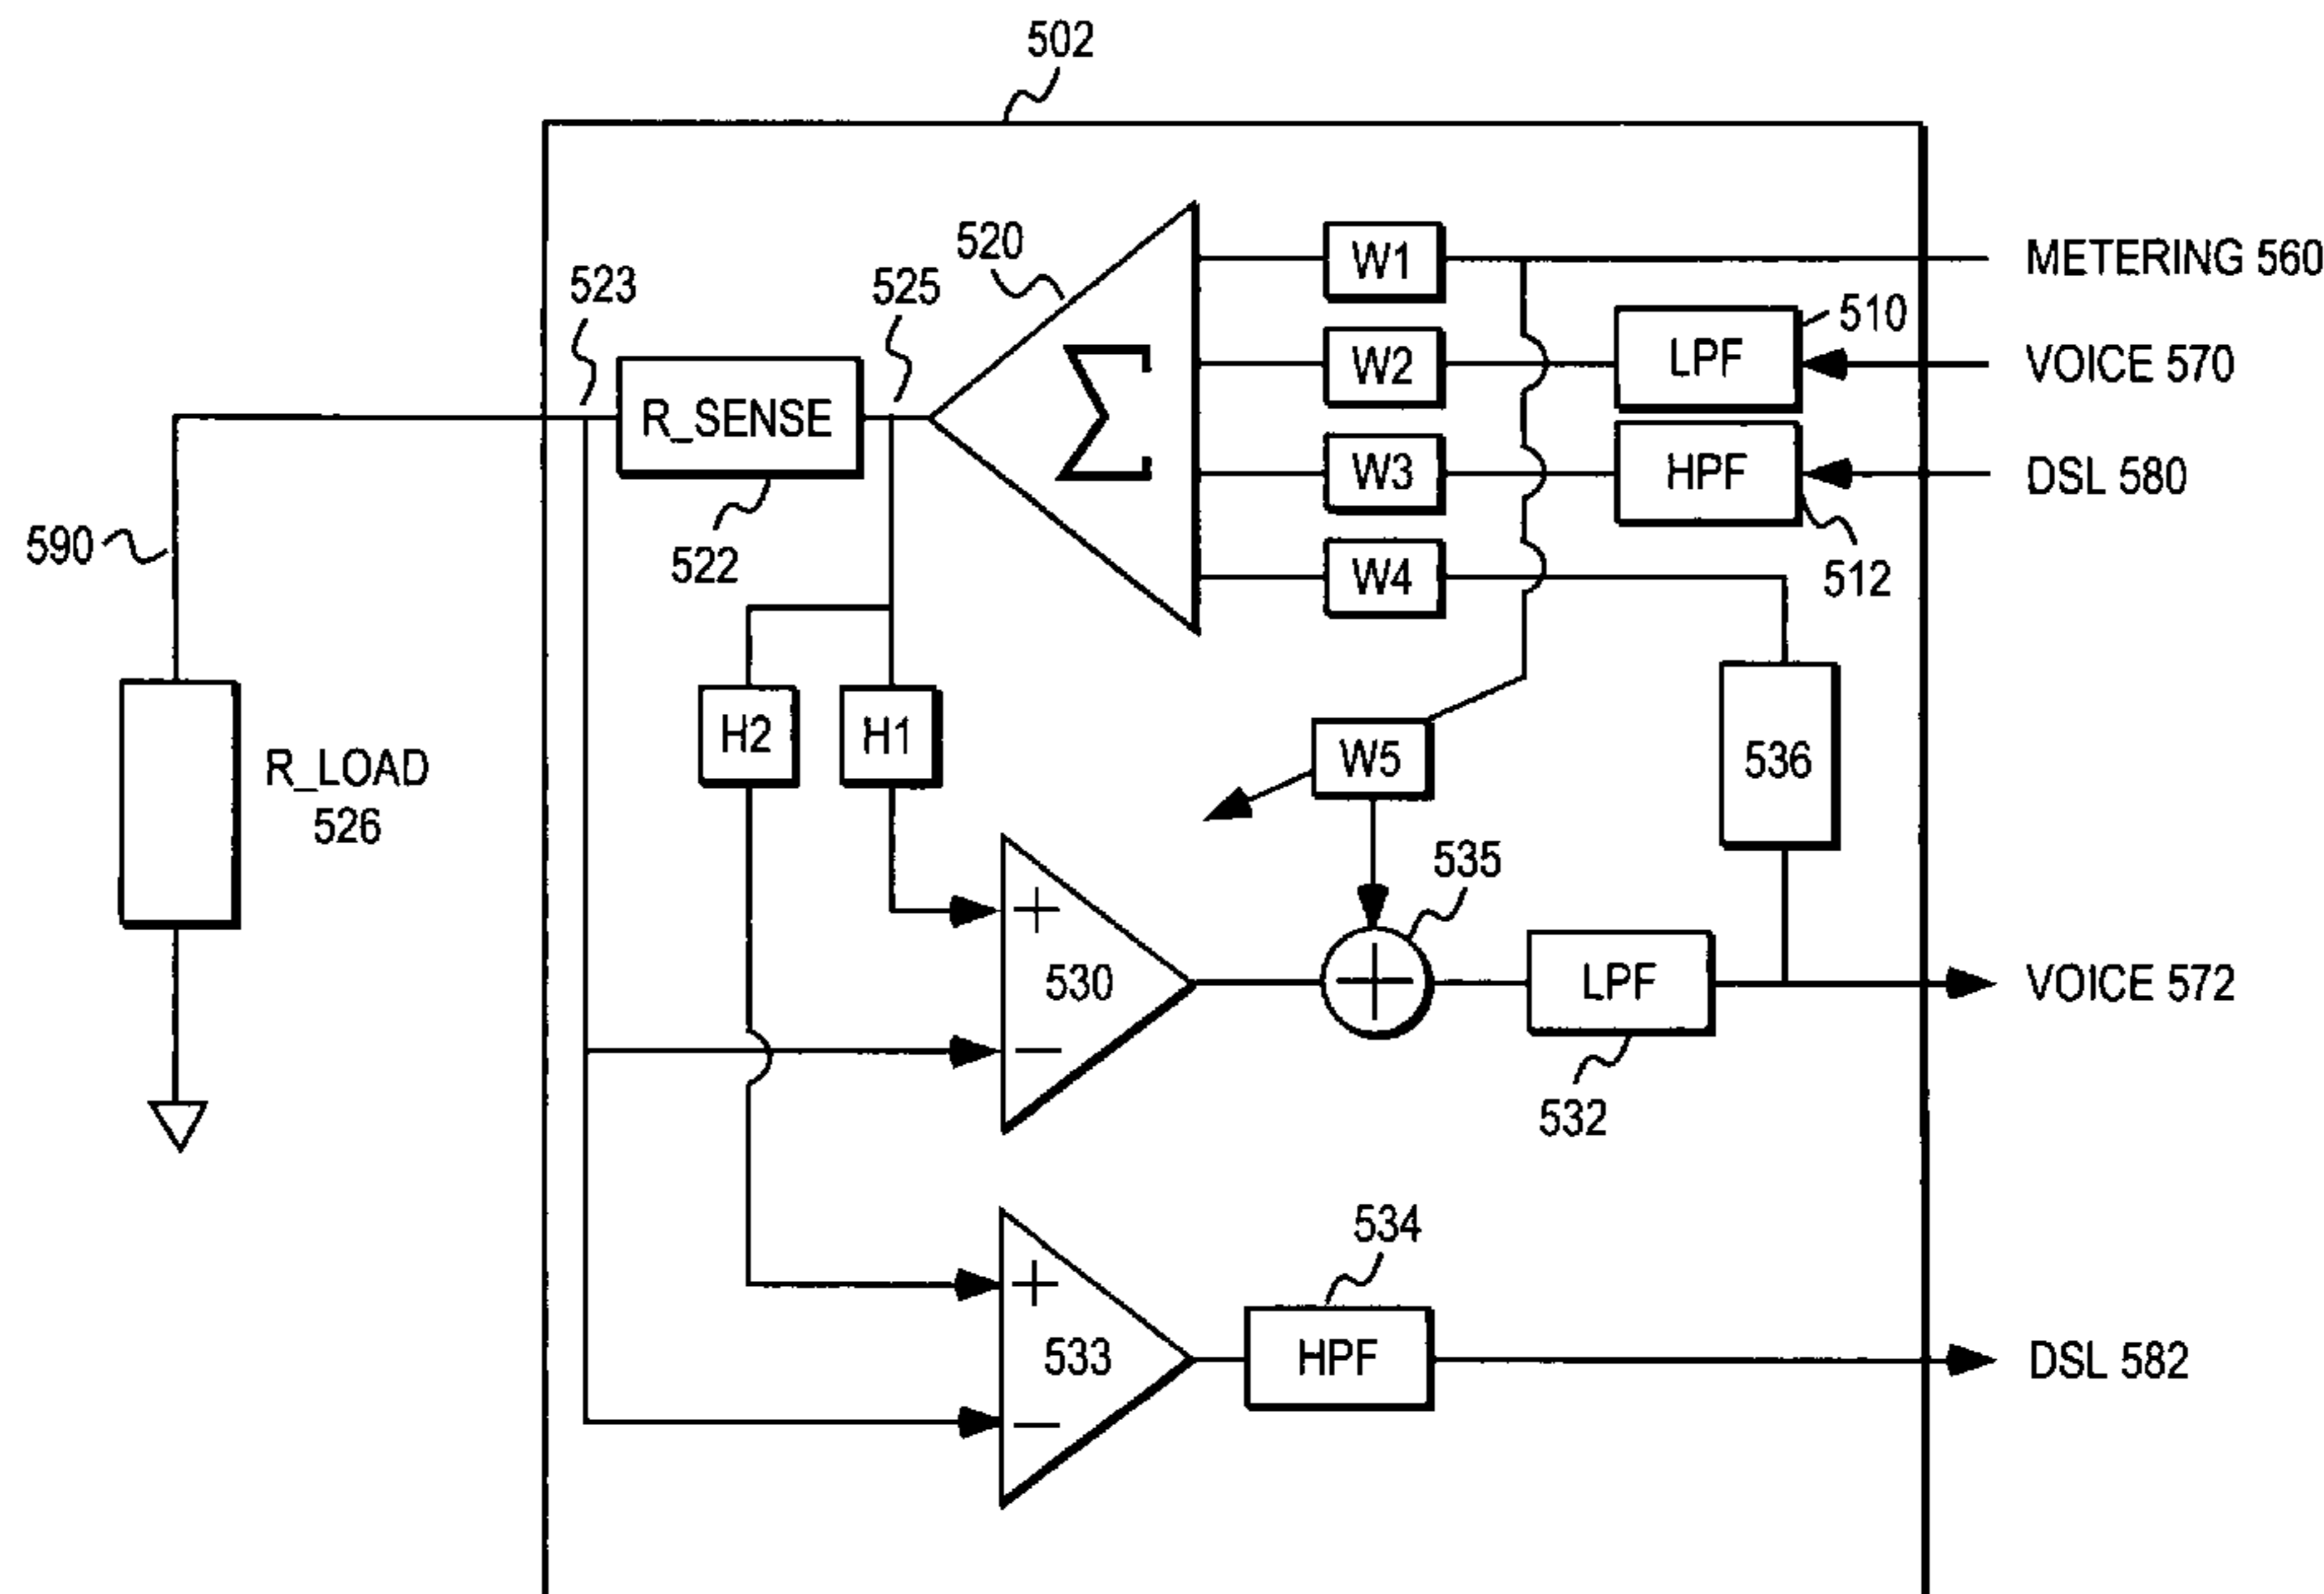 502
520
523
525
W1
METERING 560
510
W2
LPF
VOICE 570
R_SENSE
Σ
W3
HPF
DSL 580
590
522
W4
512
H2
H1
W5
536
R_LOAD
526
535
+
530
−
+
LPF
VOICE 572
532
534
+
533
−
HPF
DSL 582